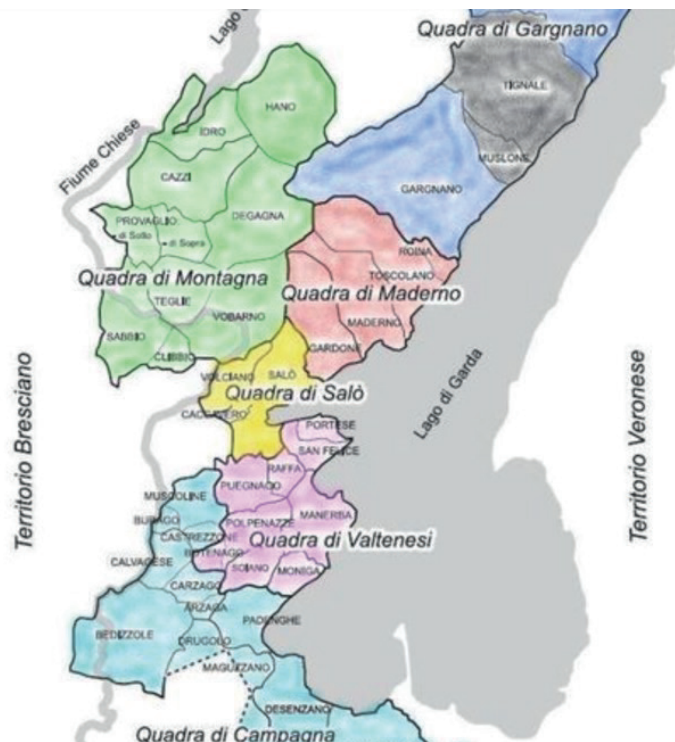 Lago d
Quadra di Gargnano
TIGNALE
HANO
IDRO
Fiume Chiese
MUSLONE
CAZZI
GARGNANO
PROVAGLIO:
DEGAGNA
di Sotto
di Sopra
ROINA
TOSCOLANO
Quadra di Montagna
Quadra di Maderno
TEGLIE
VOBARNO
MADERNO
SABBIO
GARDONE
CLIBBIO
Lago di Garda
Territorio Bresciano
Territorio Veronese
VOLCIANO
SALÒ
Quadra di Salò
PORTESE
SAN FELICE
RAFFA
PUEGNAGO
MUSCOLINE
MANERBA
BURAGO
POLPENAZZE
CASTREZZONE
Quadra di Valtenesi
BOTENAGO
CALVAGESE
SOIANO
MONIGA
CARZAGO
ARZAGA
PADENGHE
BEDIZZOLE
DRUGOLO
MAGUZZANO
DESENZANO
Quadra di Campagna